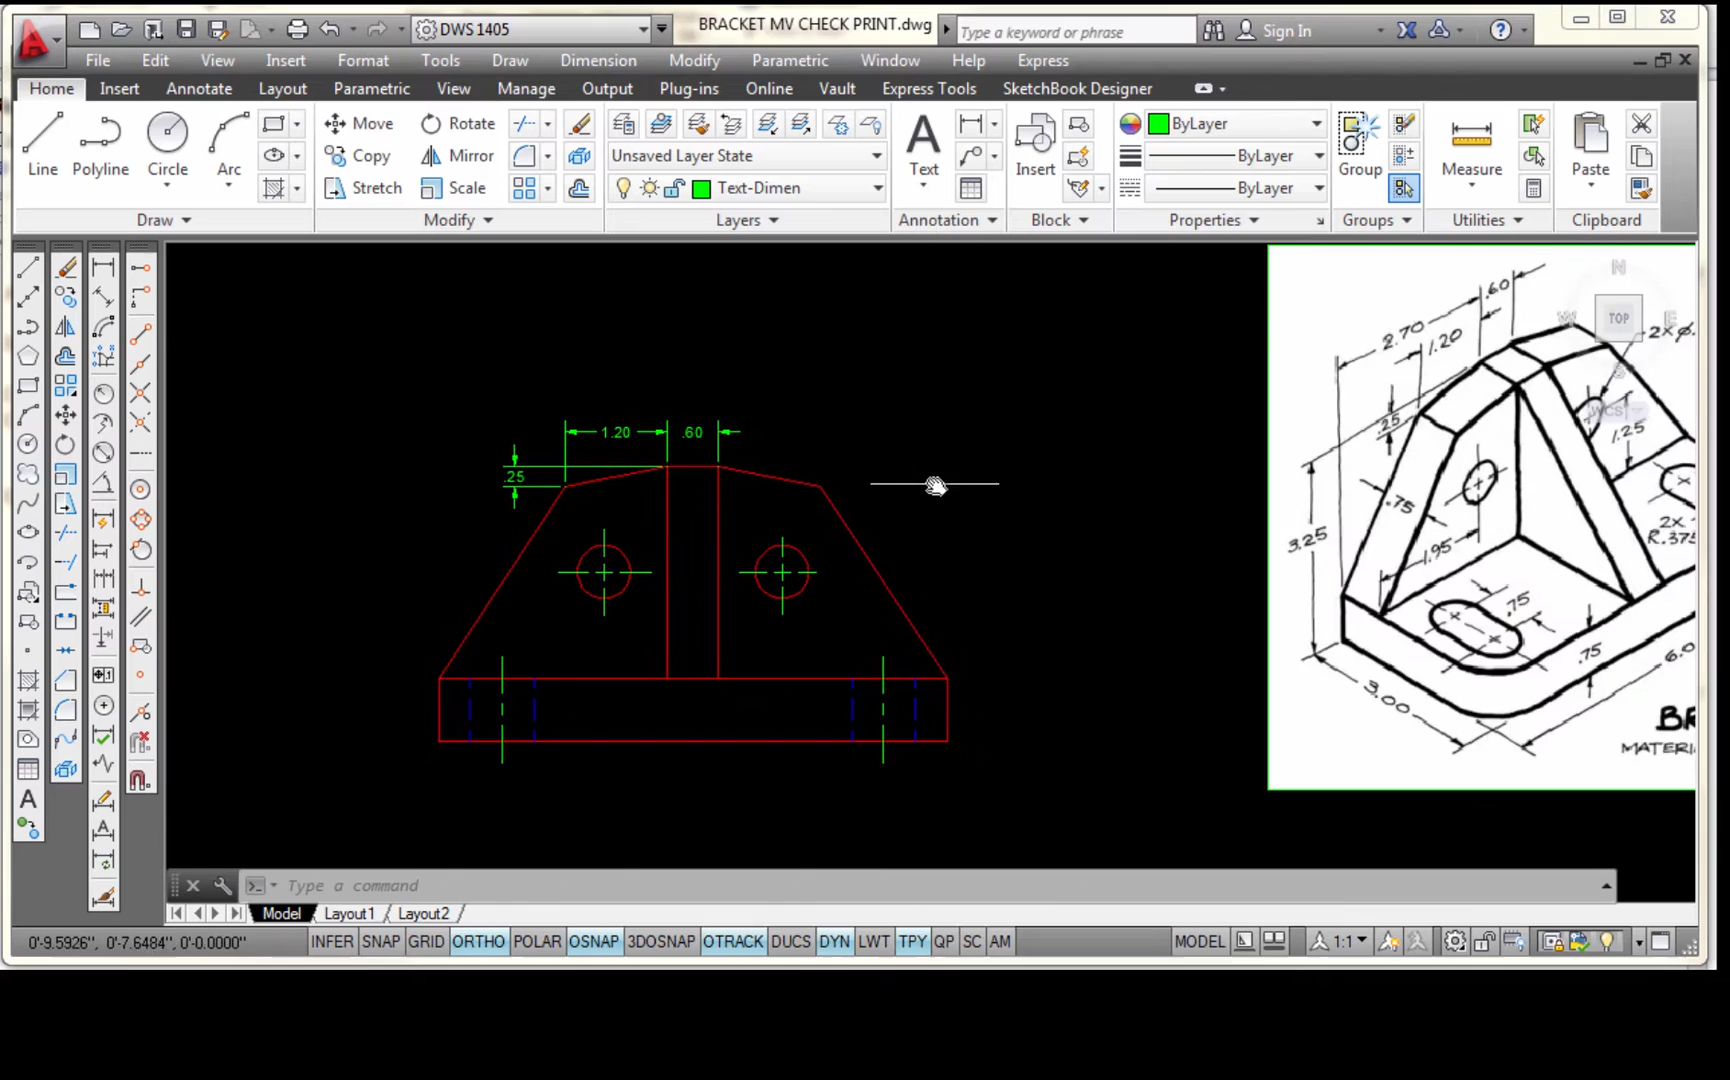 DWS 1405
BRACKET MV CHECK PRINT.dwg
Type a keyword or phrase
Sign In
File Edit View Insert Format Tools Draw Dimension Modify Parametric Window Help Express
Home Insert Annotate Layout Parametric View Manage Output Plug-ins Online Vault Express Tools SketchBook Designer
Line Polyline Circle Arc
Move Rotate
Copy Mirror
Stretch Scale
Unsaved Layer State
Text-Dimen
A
Text
Insert
ByLayer
ByLayer
ByLayer
Group
Measure
Paste
Draw Modify Layers Annotation Block Properties Groups Utilities Clipboard
1.20 .60
.25
N
W TOP E
S
WCS
.60
2.70
1.20
2X Ø.
.25
1.25
.75
3.25
1.95
2X
R.375
.75
.75
6.0
3.00
BR
MATERI
Type a command
Model Layout1 Layout2
0'-9.5926", 0'-7.6484", 0'-0.0000"
INFER SNAP GRID ORTHO POLAR OSNAP 3DOSNAP OTRACK DUCS DYN LWT TPY QP SC AM
MODEL
1:1